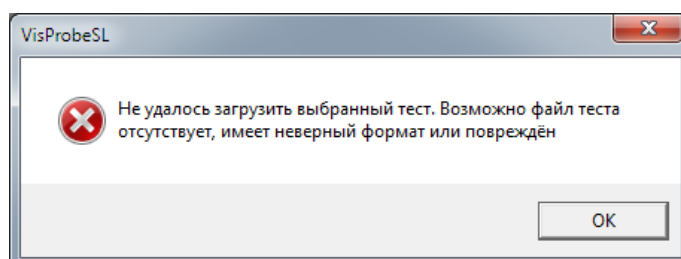 VisProbeSL
Не удалось загрузить выбранный тест. Возможно файл теста
отсутствует, имеет неверный формат или повреждён
OK